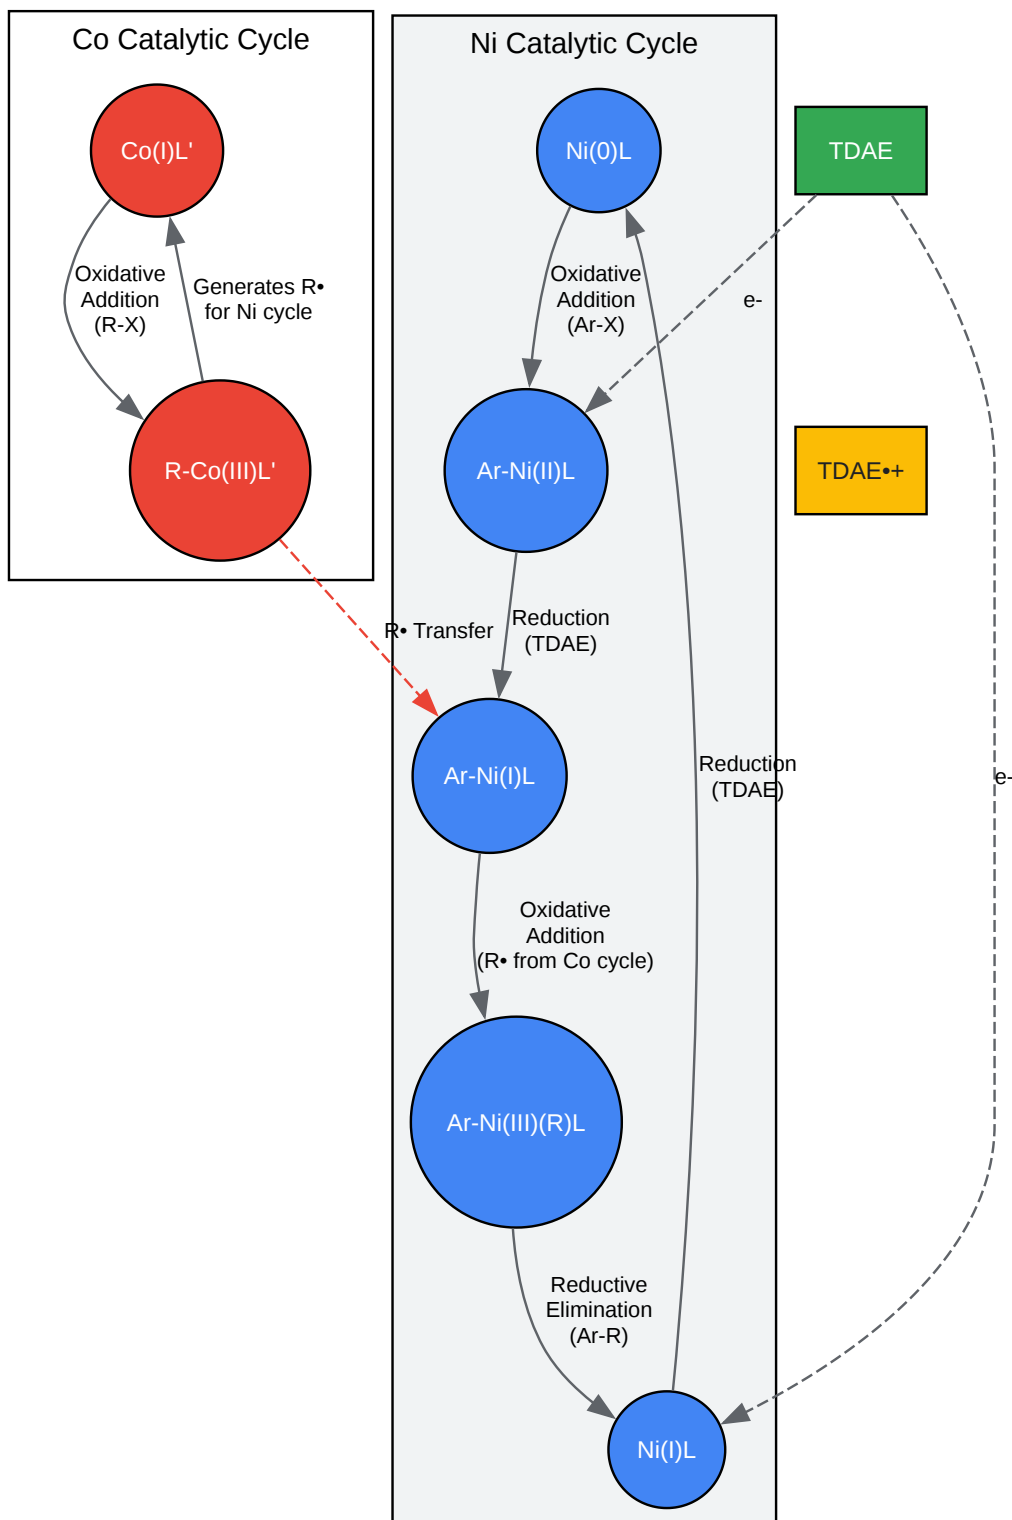 Co Catalytic Cycle
Ni Catalytic Cycle
Co(I)L'
Ni(0)L
TDAE
Oxidative
Addition
(R-X)
Generates R•
for Ni cycle
Oxidative
Addition
(Ar-X)
e-
R-Co(III)L'
Ar-Ni(II)L
TDAE•+
R• Transfer
Reduction
(TDAE)
Ar-Ni(I)L
Reduction
(TDAE)
e-
Oxidative
Addition
(R• from Co cycle)
Ar-Ni(III)(R)L
Reductive
Elimination
(Ar-R)
Ni(I)L